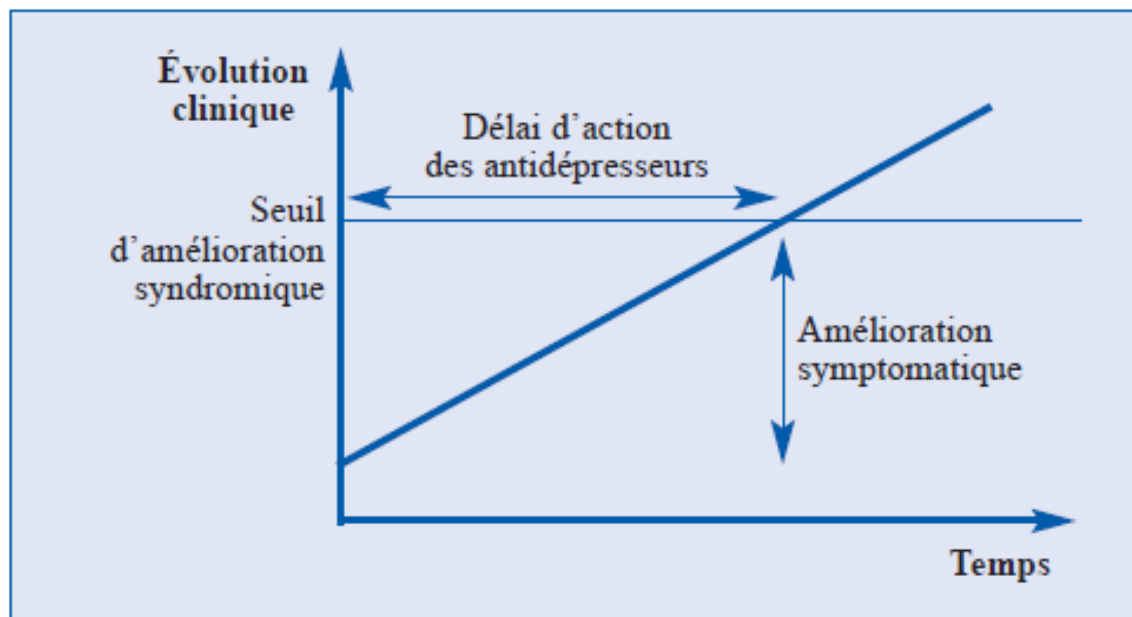 Évolution
clinique
Délai d’action
des antidépresseurs
Seuil
d’amélioration
syndromique
Amélioration
symptomatique
Temps